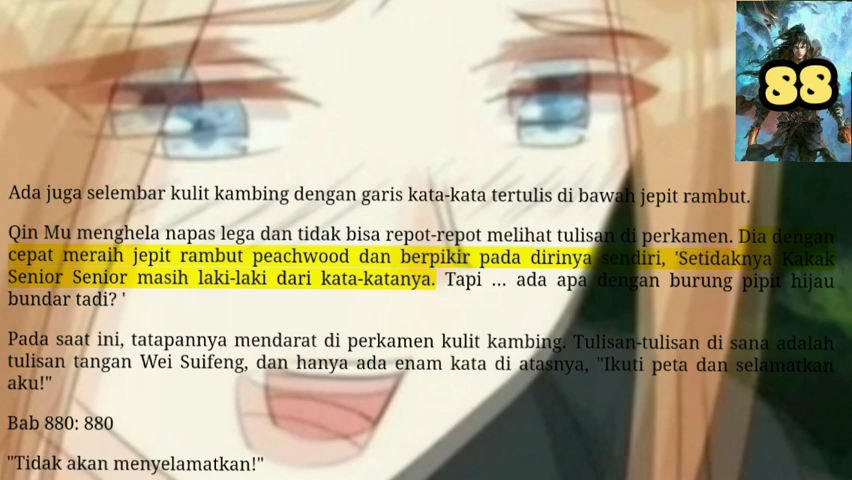 88
Ada juga selembar kulit kambing dengan garis kata-kata tertulis di bawah jepit rambut.
Qin Mu menghela napas lega dan tidak bisa repot-repot melihat tulisan di perkamen. Dia dengan
cepat meraih jepit rambut peachwood dan berpikir pada dirinya sendiri, 'Setidaknya Kakak
Senior Senior masih laki-laki dari kata-katanya. Tapi ... ada apa dengan burung pipit hijau
bundar tadi? '
Pada saat ini, tatapannya mendarat di perkamen kulit kambing. Tulisan-tulisan di sana adalah
tulisan tangan Wei Suifeng, dan hanya ada enam kata di atasnya, "Ikuti peta dan selamatkan
aku!"
Bab 880: 880
"Tidak akan menyelamatkan!"